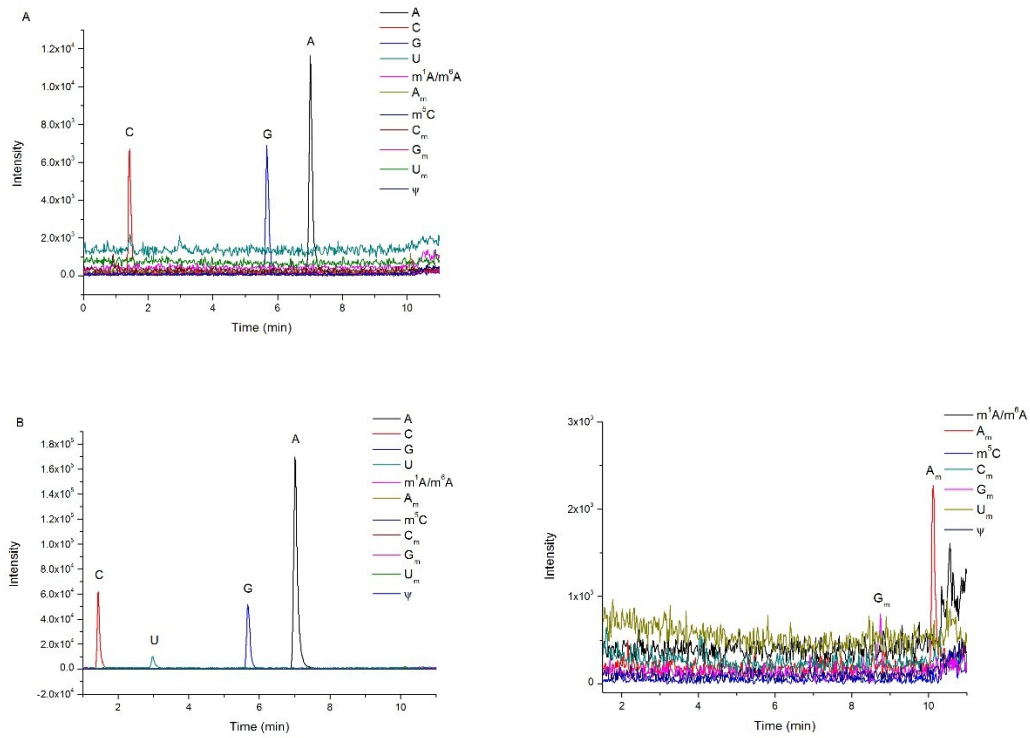 A
A
C
G
U
m¹A/m⁶A
Aₘ
m⁵C
Cₘ
Gₘ
Uₘ
ψ
C
G
A
Intensity
1.2x10⁴
1.0x10⁴
8.0x10³
6.0x10³
4.0x10³
2.0x10³
0.0
0 2 4 6 8 10
Time (min)
B
A
C
G
U
m¹A/m⁶A
Aₘ
m⁵C
Cₘ
Gₘ
Uₘ
ψ
C
U
G
A
Intensity
1.8x10⁵
1.6x10⁵
1.4x10⁵
1.2x10⁵
1.0x10⁵
8.0x10⁴
6.0x10⁴
4.0x10⁴
2.0x10⁴
0.0
-2.0x10⁴
2 4 6 8 10
Time (min)
m¹A/m⁶A
Aₘ
m⁵C
Cₘ
Gₘ
Uₘ
ψ
Gₘ
Aₘ
Intensity
3x10³
2x10³
1x10³
0
2 4 6 8 10
Time (min)